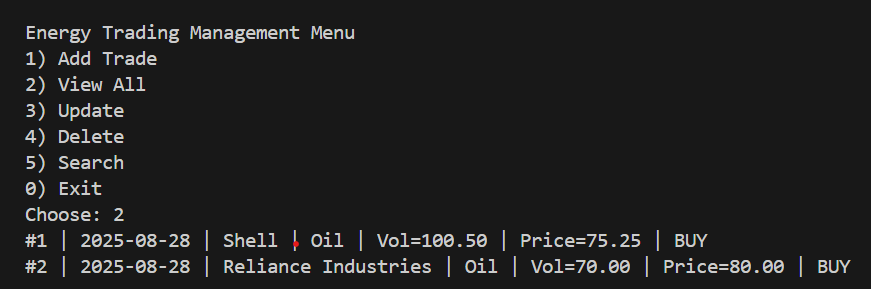 Energy Trading Management Menu
1) Add Trade
2) View All
3) Update
4) Delete
5) Search
0) Exit
Choose: 2
#1 | 2025-08-28 | Shell | Oil | Vol=100.50 | Price=75.25 | BUY
#2 | 2025-08-28 | Reliance Industries | Oil | Vol=70.00 | Price=80.00 | BUY